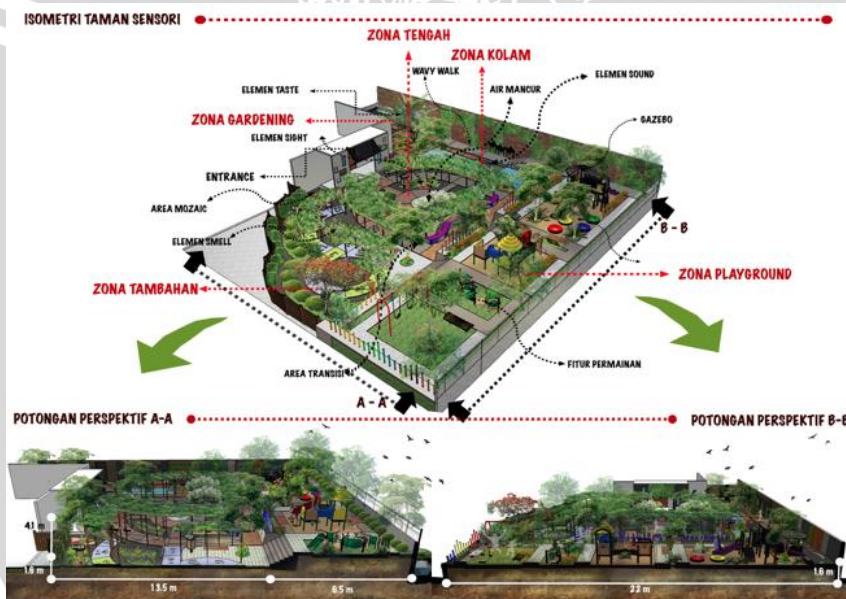 ISOMETRI TAMAN SENSORI
ZONA TENGAH
ZONA KOLAM
WAVY WALK
ELEMEN SOUND
ELEMEN TASTE
AIR MANCUR
ZONA GARDENING
GAZEBO
ELEMEN SIGHT
ENTRANCE
AREA MOZAIC
B - B
ELEMEN SMELL
ZONA PLAYGROUND
ZONA TAMBAHAN
FITUR PERMAINAN
AREA TRANSISI
A - A
POTONGAN PERSPEKTIF A-A
POTONGAN PERSPEKTIF B-B
4.1 m
1.6 m
13.5 m
6.5 m
22 m
1.6 m